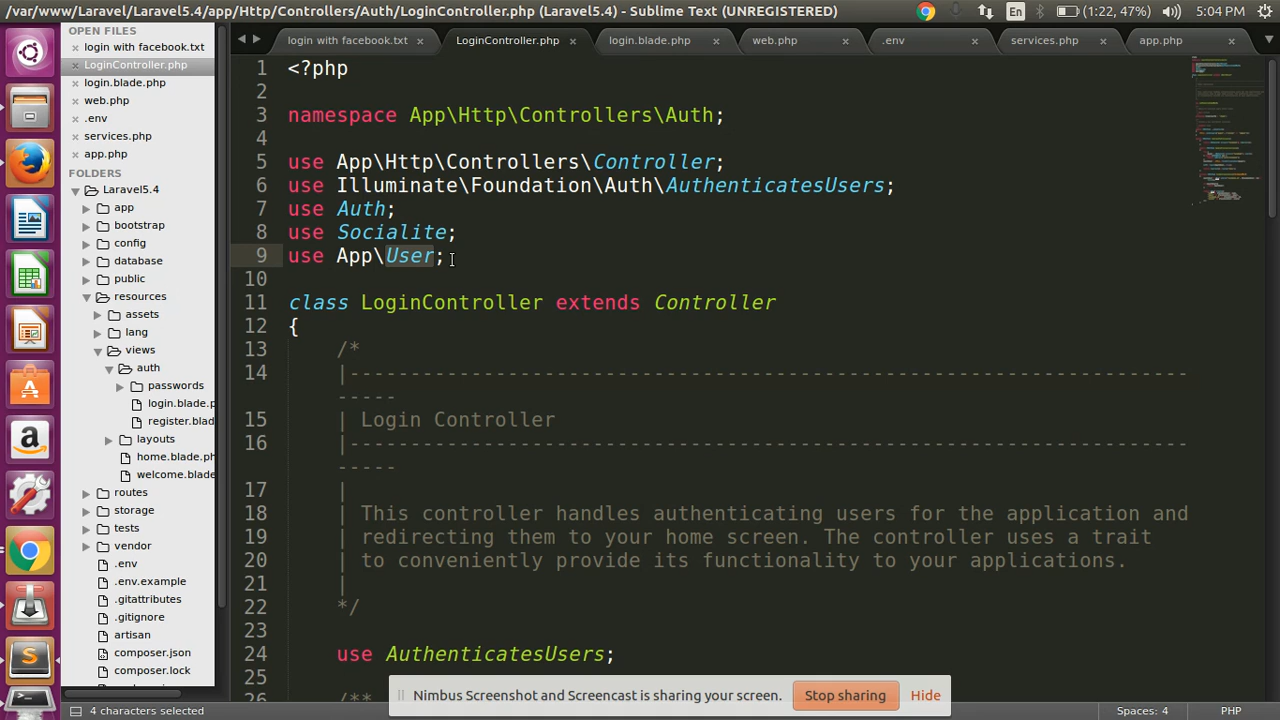 /var/www/Laravel/Laravel5.4/app/Http/Controllers/Auth/LoginController.php (Laravel5.4) - Sublime Text (UNREGISTERED)
En
(1:22, 47%)
5:04 PM
OPEN FILES
login with facebook.txt
LoginController.php
login.blade.php
web.php
.env
services.php
app.php
FOLDERS
Laravel5.4
app
bootstrap
config
database
public
resources
assets
lang
views
auth
passwords
login.blade.p
register.blad
layouts
home.blade.ph
welcome.blade
routes
storage
tests
vendor
.env
.env.example
.gitattributes
.gitignore
artisan
composer.json
composer.lock
login with facebook.txt
LoginController.php
login.blade.php
web.php
.env
services.php
app.php
1 <?php
2
3 namespace App\Http\Controllers\Auth;
4
5 use App\Http\Controllers\Controller;
6 use Illuminate\Foundation\Auth\AuthenticatesUsers;
7 use Auth;
8 use Socialite;
9 use App\User;
10
11 class LoginController extends Controller
12 {
13 /*
14 |----------------------------------------------------------------------
-----
15 | Login Controller
16 |----------------------------------------------------------------------
-----
17 |
18 | This controller handles authenticating users for the application and
19 | redirecting them to your home screen. The controller uses a trait
20 | to conveniently provide its functionality to your applications.
21 |
22 */
23
24 use AuthenticatesUsers;
25
26 /**
Nimbus Screenshot and Screencast is sharing your screen.
Stop sharing
Hide
4 characters selected
Spaces: 4
PHP